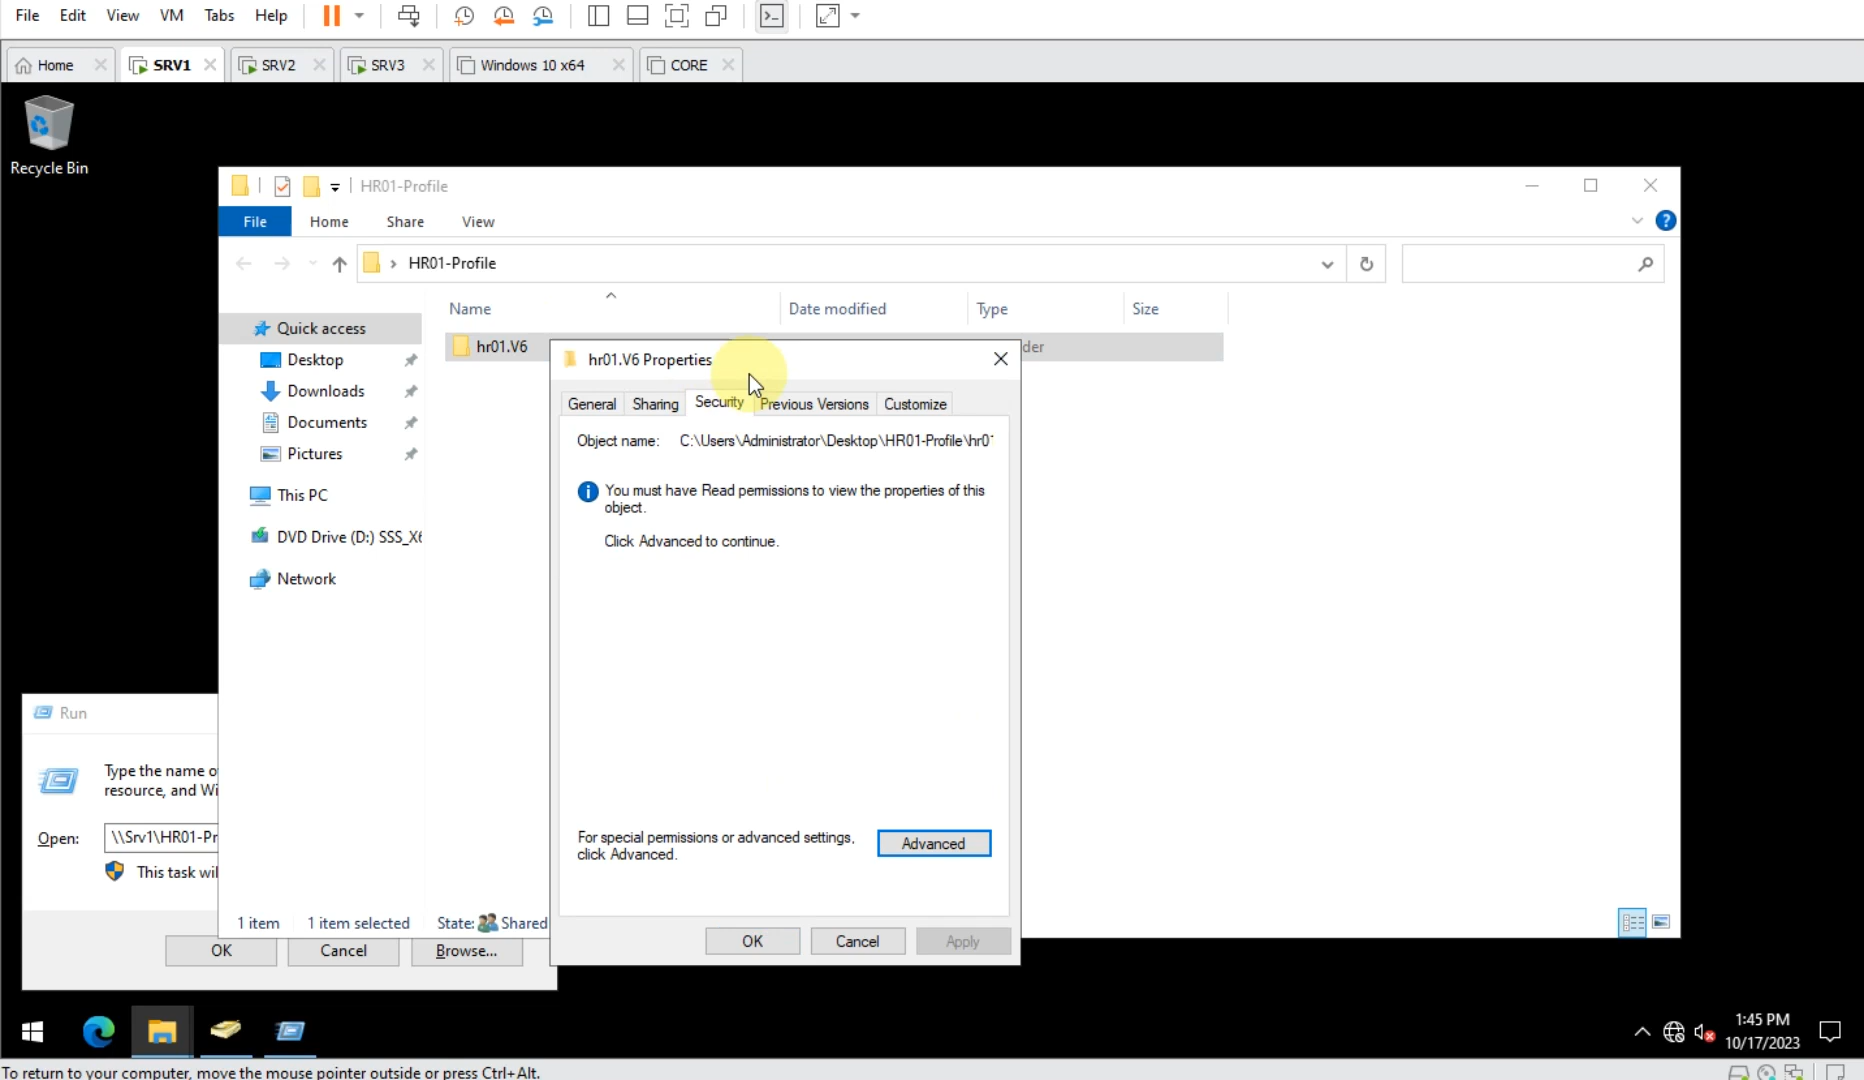 File Edit View VM Tabs Help
Home SRV1 SRV2 SRV3 Windows 10 x64 CORE
Recycle Bin
HR01-Profile
File Home Share View
HR01-Profile
Name Date modified Type Size
Quick access
Desktop
Downloads
Documents
Pictures
This PC
DVD Drive (D:) SSS_X6
Network
hr01.V6
der
hr01.V6 Properties
General Sharing Security Previous Versions Customize
Object name: C:\Users\Administrator\Desktop\HR01-Profile\hr0
You must have Read permissions to view the properties of this
object.
Click Advanced to continue.
For special permissions or advanced settings,
click Advanced.
Advanced
OK Cancel Apply
1 item 1 item selected State: Shared
Run
Type the name o
resource, and Wi
Open: \\Srv1\HR01-Pr
This task wil
OK Cancel Browse...
1:45 PM
10/17/2023
To return to your computer, move the mouse pointer outside or press Ctrl+Alt.